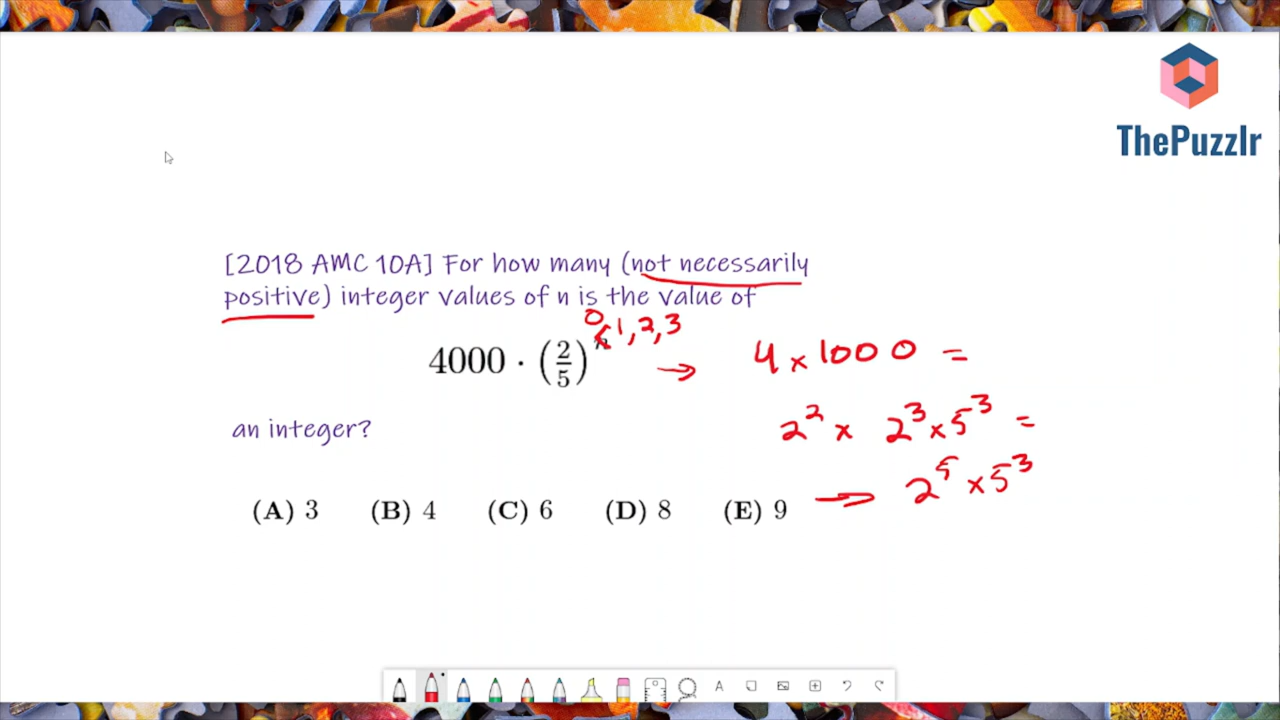 ThePuzzlr
[2018 AMC 10A] For how many (not necessarily
positive) integer values of n is the value of
0, 1, 2, 3
4000 · (2/5)^n → 4 x 1000 =
an integer? 2^2 x 2^3 x 5^3 =
→ 2^5 x 5^3
(A) 3 (B) 4 (C) 6 (D) 8 (E) 9
A